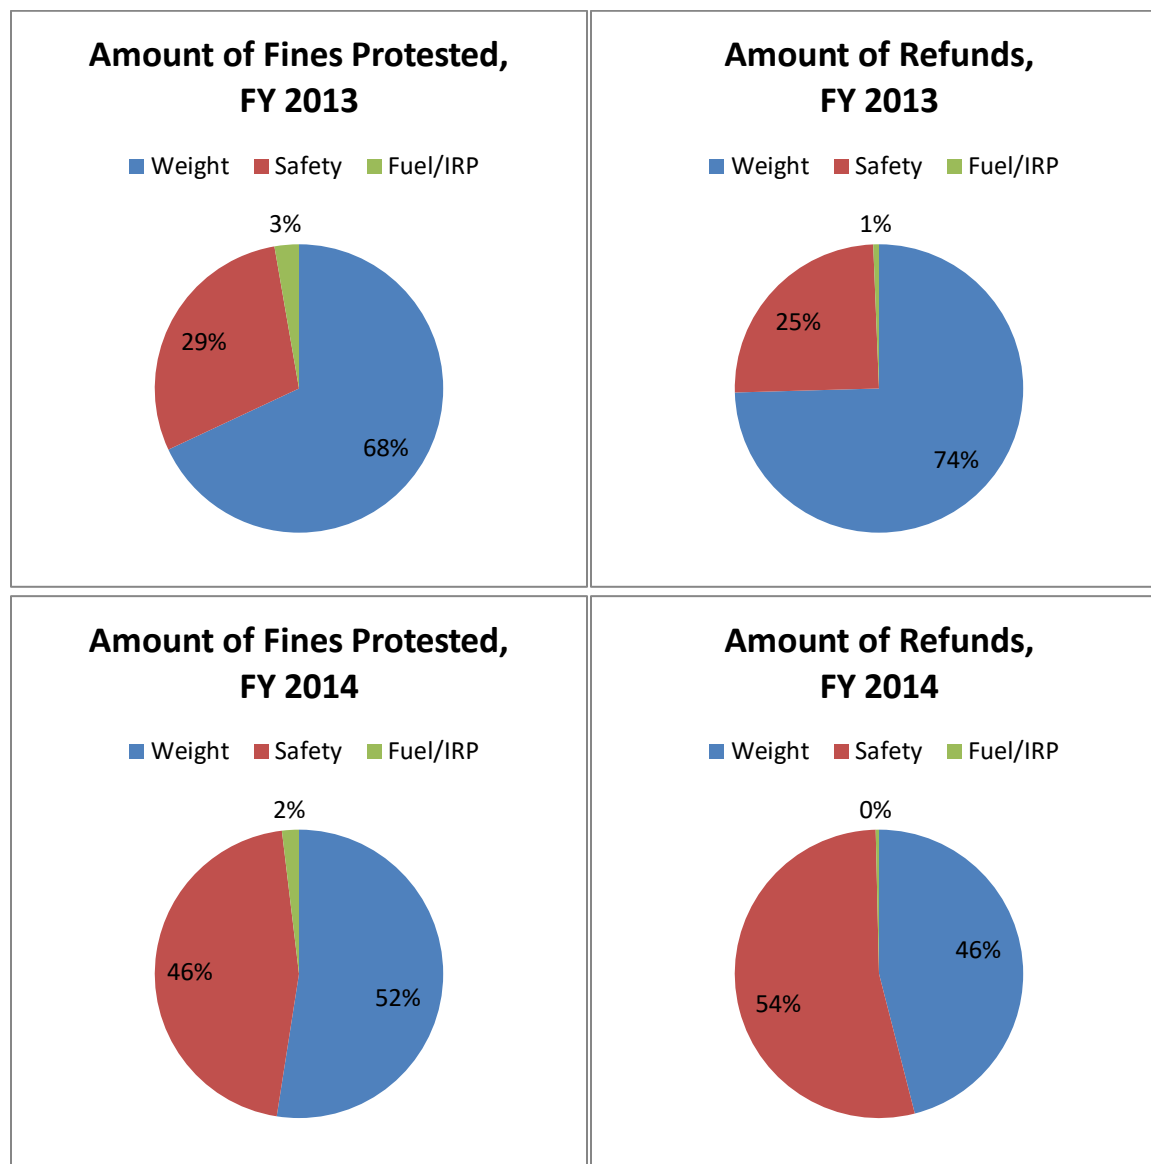 Amount of Fines Protested,
FY 2013
Weight Safety Fuel/IRP
3%
29%
68%
Amount of Refunds,
FY 2013
Weight Safety Fuel/IRP
1%
25%
74%
Amount of Fines Protested,
FY 2014
Weight Safety Fuel/IRP
2%
46%
52%
Amount of Refunds,
FY 2014
Weight Safety Fuel/IRP
0%
46%
54%